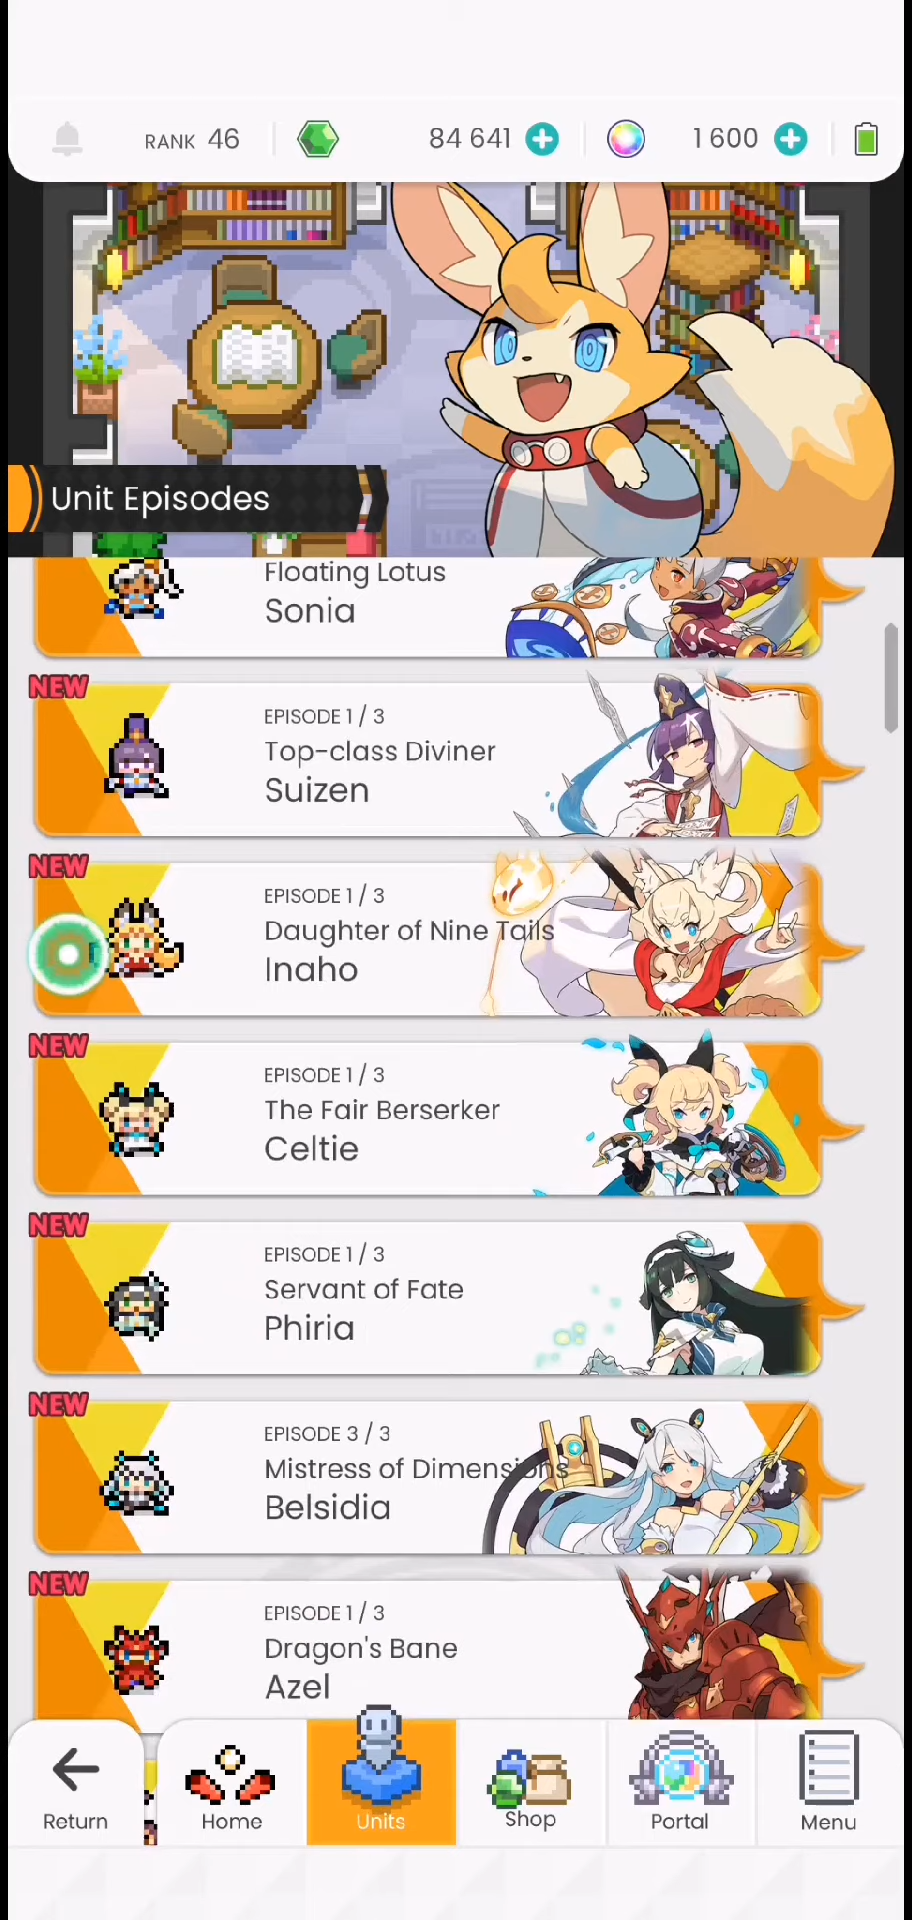 RANK 46 84 641 1 600
Unit Episodes
Floating Lotus
Sonia
NEW
EPISODE 1 / 3
Top-class Diviner
Suizen
NEW
EPISODE 1 / 3
Daughter of Nine Tails
Inaho
NEW
EPISODE 1 / 3
The Fair Berserker
Celtie
NEW
EPISODE 1 / 3
Servant of Fate
Phiria
NEW
EPISODE 3 / 3
Mistress of Dimensions
Belsidia
NEW
EPISODE 1 / 3
Dragon's Bane
Azel
Return Home Units Shop Portal Menu